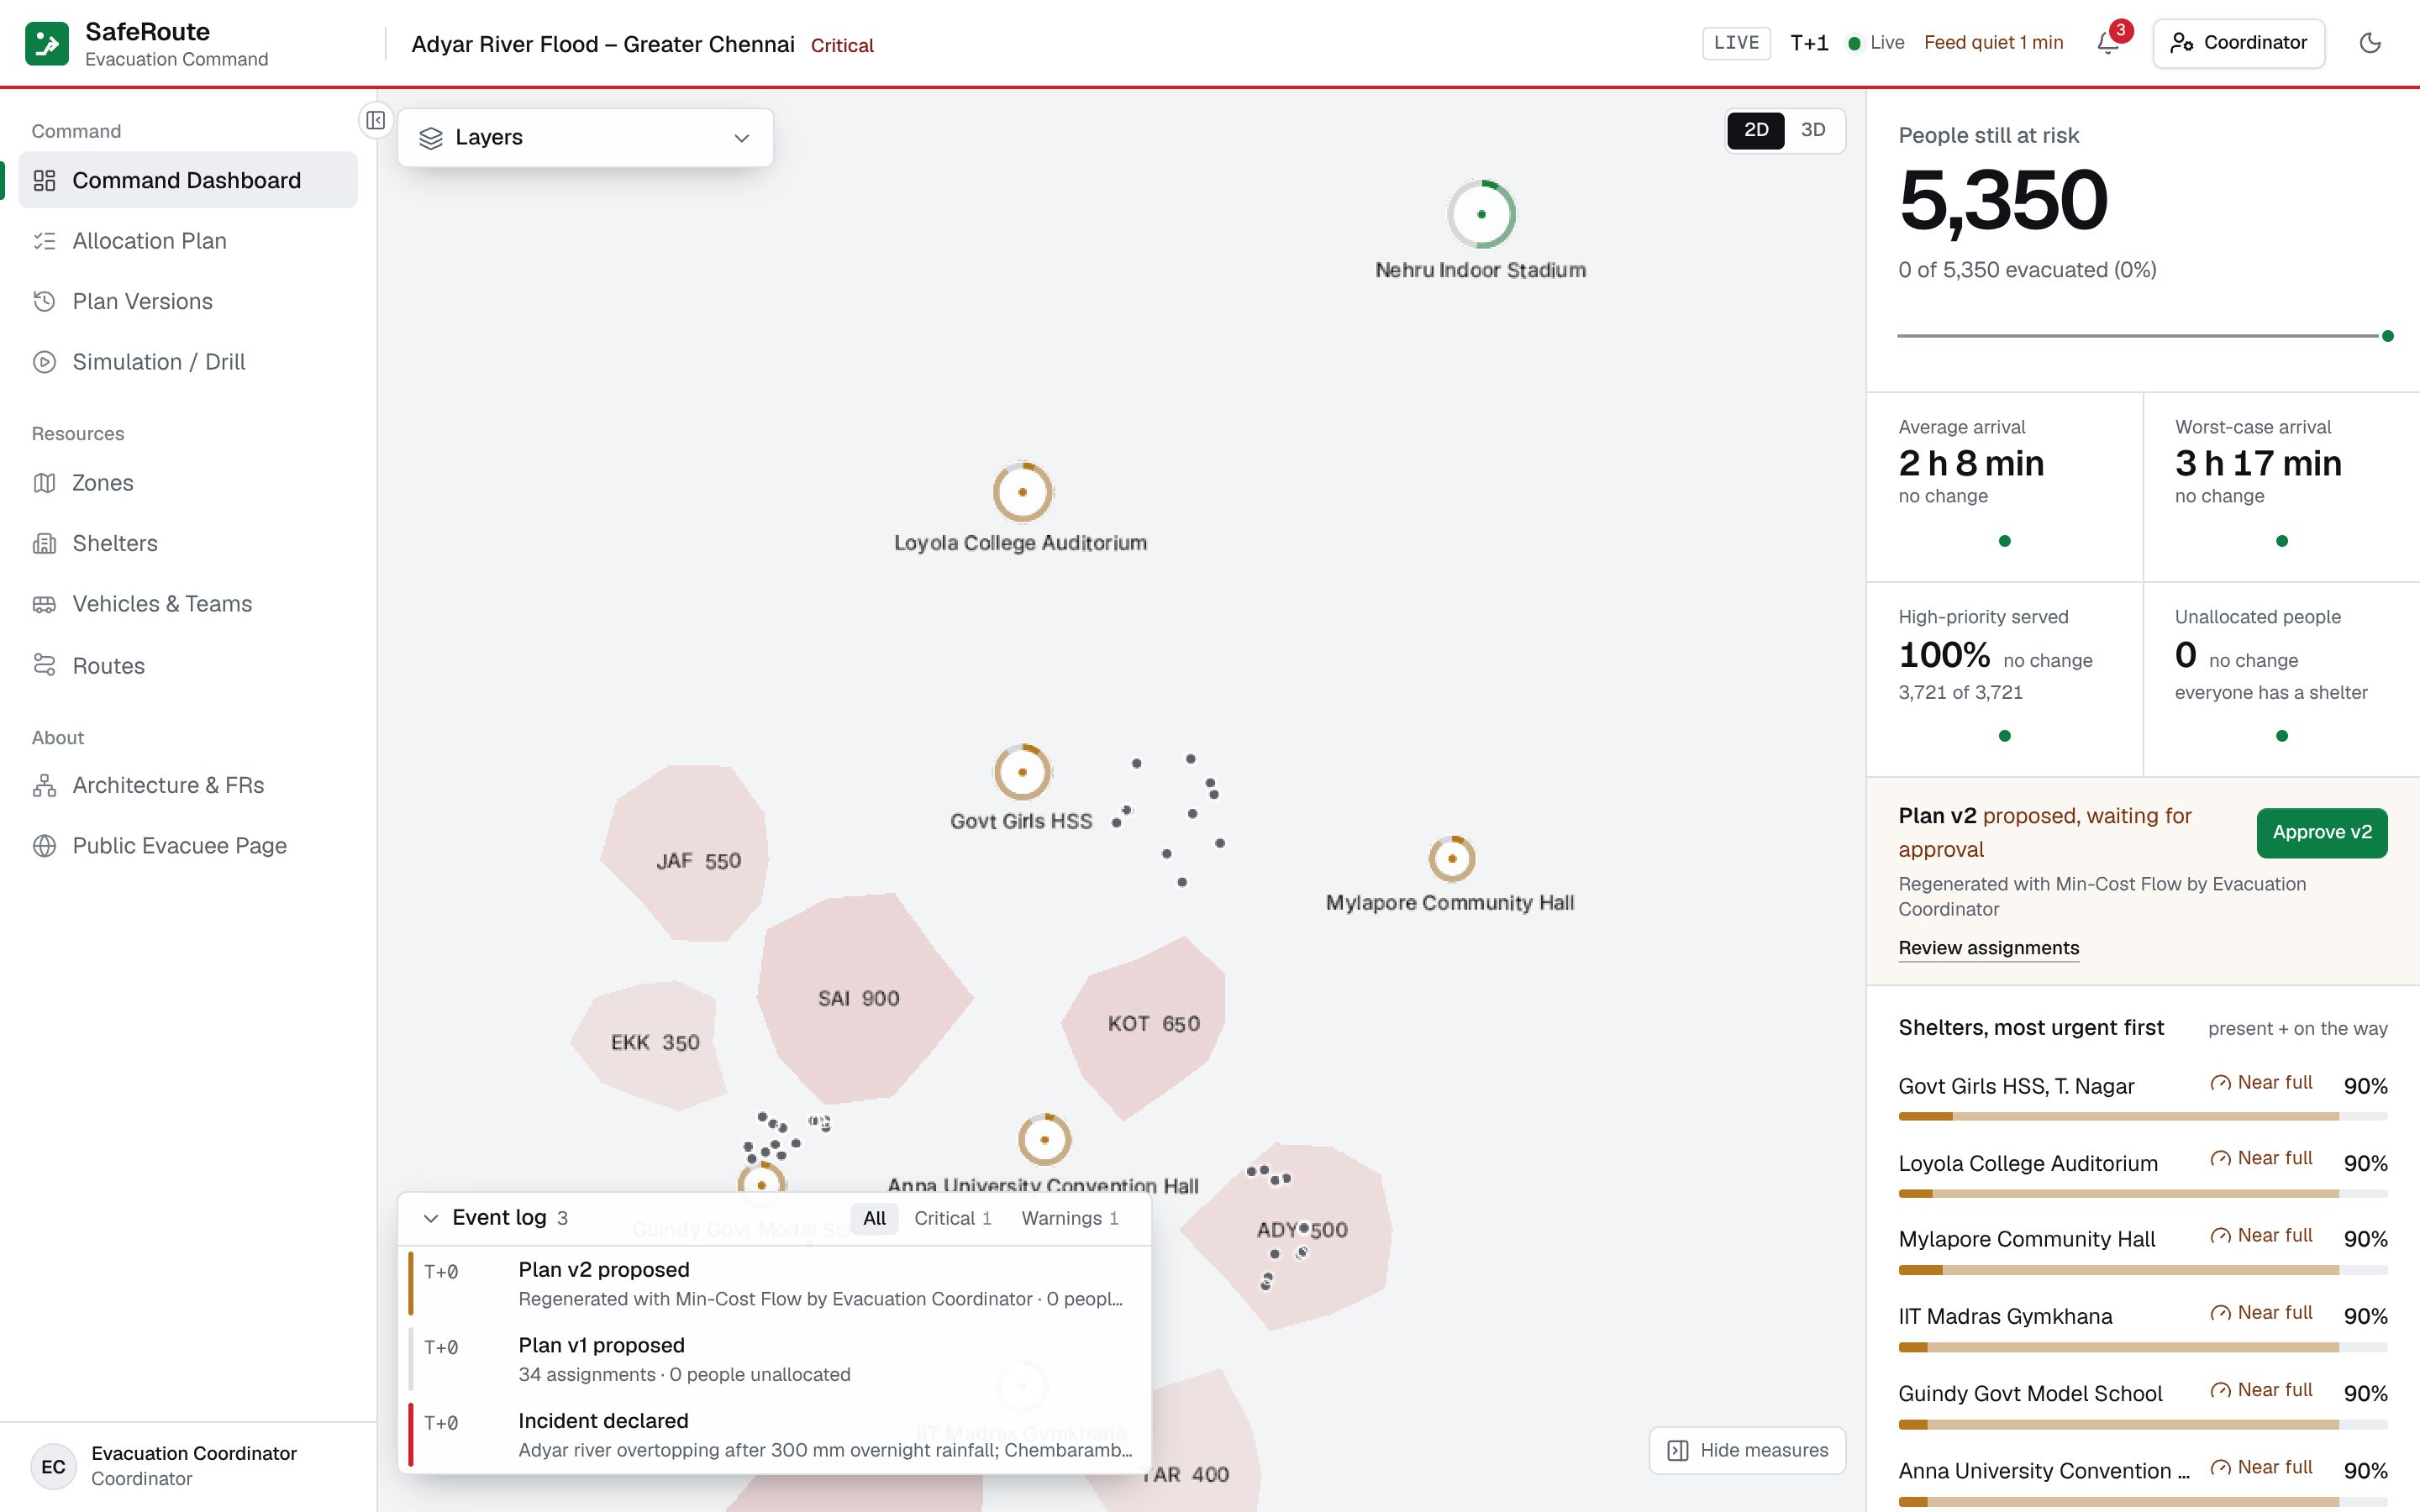 SafeRoute
Evacuation Command
Adyar River Flood – Greater Chennai Critical
LIVE T+1 Live Feed quiet 1 min 3 Coordinator
Command
Command Dashboard
Allocation Plan
Plan Versions
Simulation / Drill
Resources
Zones
Shelters
Vehicles & Teams
Routes
About
Architecture & FRs
Public Evacuee Page
EC
Evacuation Coordinator
Coordinator
Layers
2D 3D
Nehru Indoor Stadium
Loyola College Auditorium
Govt Girls HSS
Mylapore Community Hall
JAF 550
SAI 900
KOT 650
EKK 350
Anna University Convention Hall
ADY 500
Guindy Govt Model Sc
IIT Madras Gymkhana
TAR 400
Event log 3 All Critical 1 Warnings 1
T+0 Plan v2 proposed
Regenerated with Min-Cost Flow by Evacuation Coordinator · 0 peopl...
T+0 Plan v1 proposed
34 assignments · 0 people unallocated
T+0 Incident declared
Adyar river overtopping after 300 mm overnight rainfall; Chembaramb...
Hide measures
People still at risk
5,350
0 of 5,350 evacuated (0%)
Average arrival
2 h 8 min
no change
Worst-case arrival
3 h 17 min
no change
High-priority served
100% no change
3,721 of 3,721
Unallocated people
0 no change
everyone has a shelter
Plan v2 proposed, waiting for
approval
Approve v2
Regenerated with Min-Cost Flow by Evacuation
Coordinator
Review assignments
Shelters, most urgent first present + on the way
Govt Girls HSS, T. Nagar Near full 90%
Loyola College Auditorium Near full 90%
Mylapore Community Hall Near full 90%
IIT Madras Gymkhana Near full 90%
Guindy Govt Model School Near full 90%
Anna University Convention ... Near full 90%